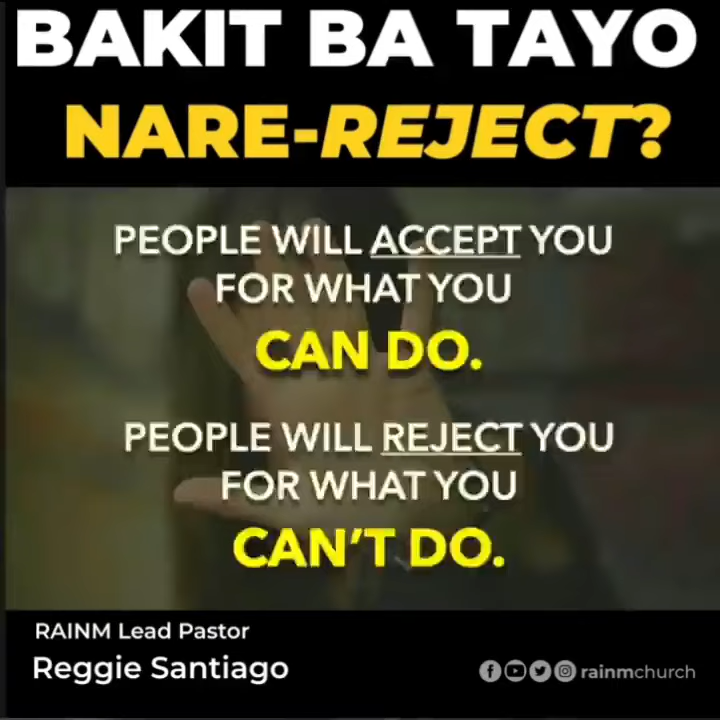 BAKIT BA TAYO
NARE-REJECT?
PEOPLE WILL ACCEPT YOU
FOR WHAT YOU
CAN DO.
PEOPLE WILL REJECT YOU
FOR WHAT YOU
CAN'T DO.
RAINM Lead Pastor
Reggie Santiago
rainmchurch